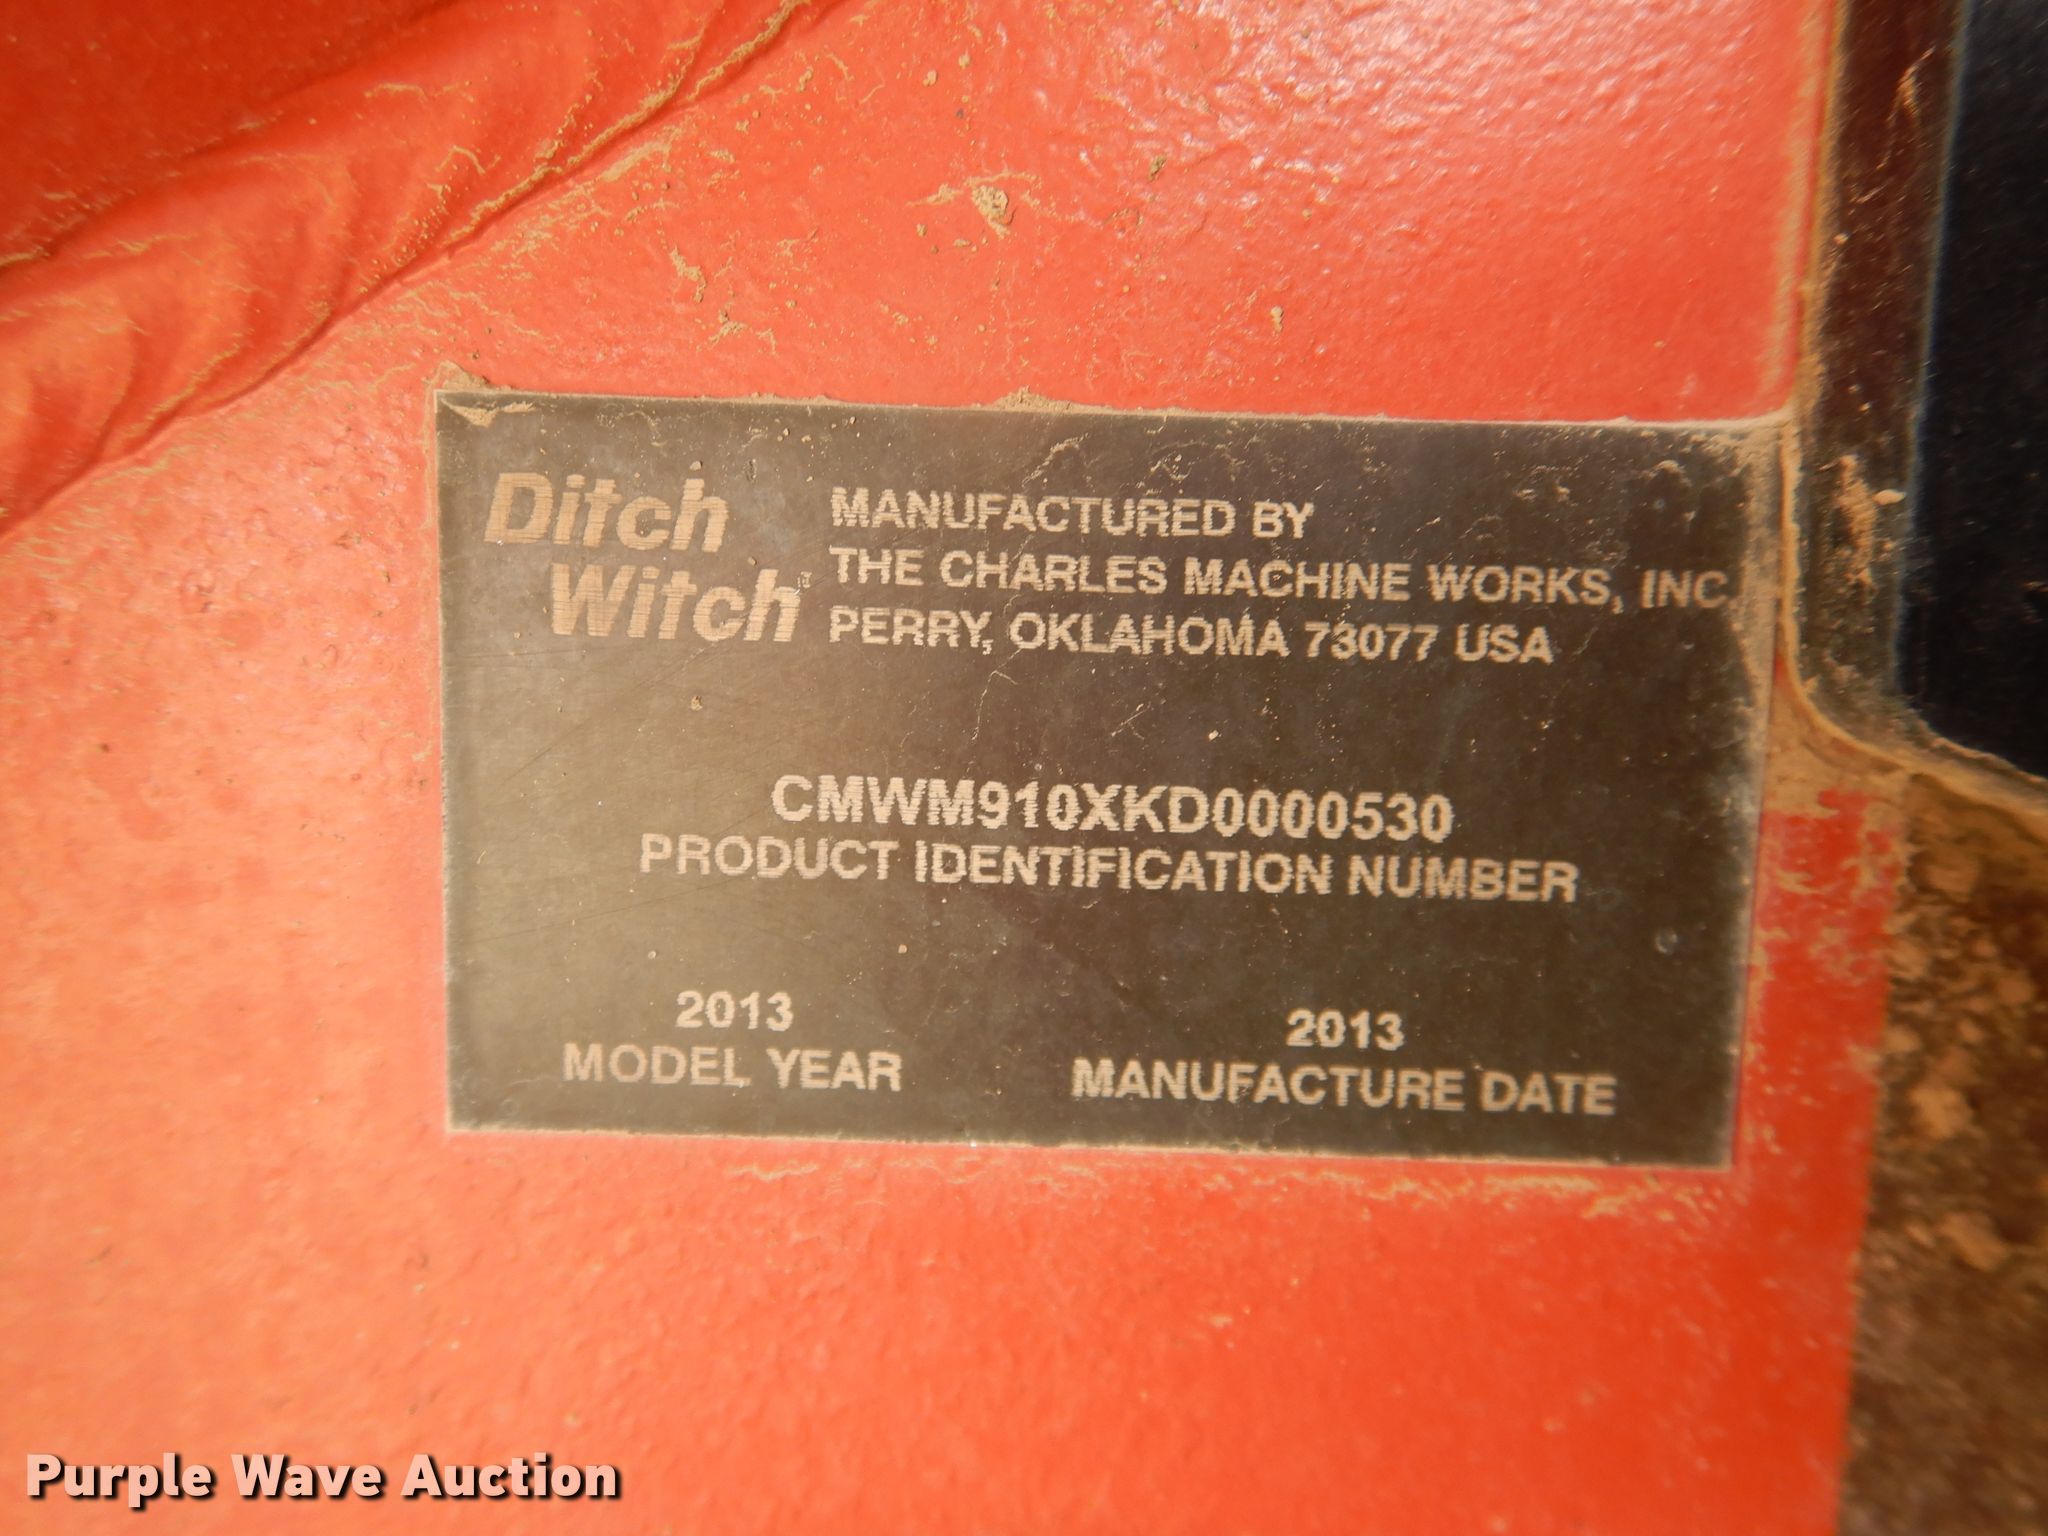 Ditch
Witch
MANUFACTURED BY
THE CHARLES MACHINE WORKS, INC.
PERRY, OKLAHOMA 73077 USA
CMWM910XKD0000530
PRODUCT IDENTIFICATION NUMBER
2013
MODEL YEAR
2013
MANUFACTURE DATE
Purple Wave Auction